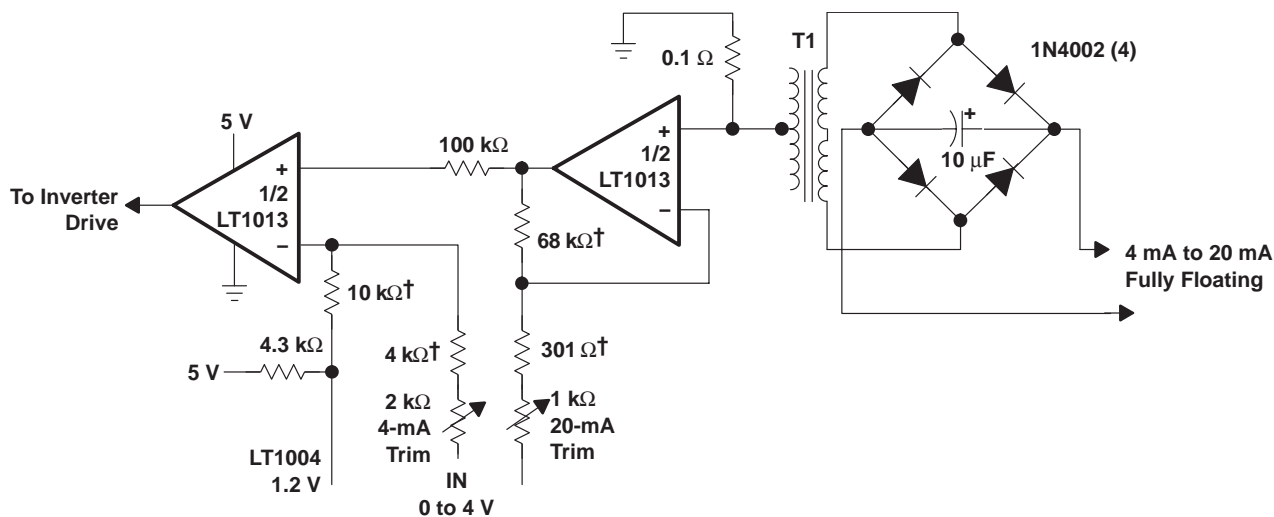 T1
1N4002 (4)
0.1 Ω
5 V
100 kΩ
+
1/2
LT1013
−
+
1/2
LT1013
−
+
10 μF
To Inverter
Drive
68 kΩ†
4 mA to 20 mA
Fully Floating
10 kΩ†
4.3 kΩ
5 V
4 kΩ†
301 Ω†
2 kΩ
4-mA
Trim
1 kΩ
20-mA
Trim
LT1004
1.2 V
IN
0 to 4 V